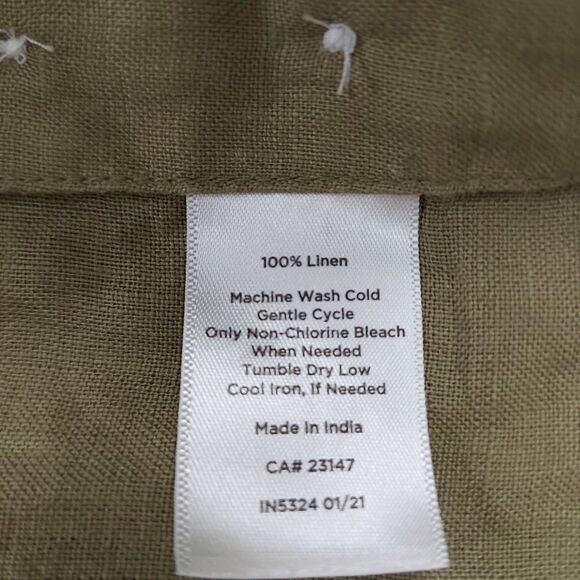 100% Linen
Machine Wash Cold
Gentle Cycle
Only Non-Chlorine Bleach
When Needed
Tumble Dry Low
Cool Iron, If Needed
Made in India
CA# 23147
IN5324 01/21